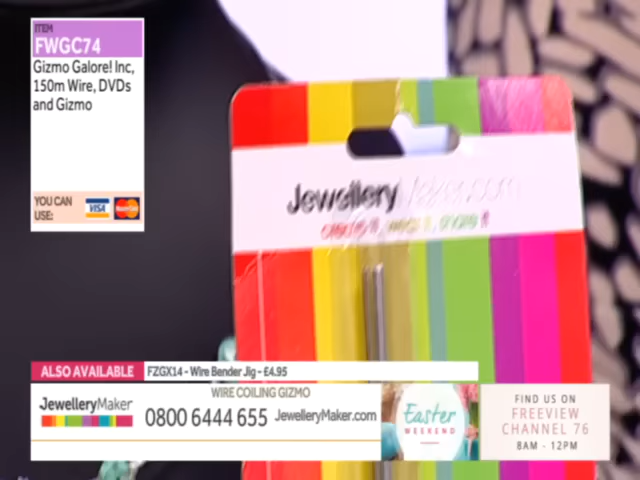 ITEM
FWGC74
Gizmo Galore! Inc,
150m Wire, DVDs
and Gizmo
YOU CAN
USE:
VISA
MasterCard
JewelleryMaker.com
create it, wear it, share it
ALSO AVAILABLE
FZGX14 - Wire Bender Jig - £4.95
WIRE COILING GIZMO
JewelleryMaker
0800 6444 655 JewelleryMaker.com
Easter
WEEKEND
FIND US ON
FREEVIEW
CHANNEL 76
8AM - 12PM